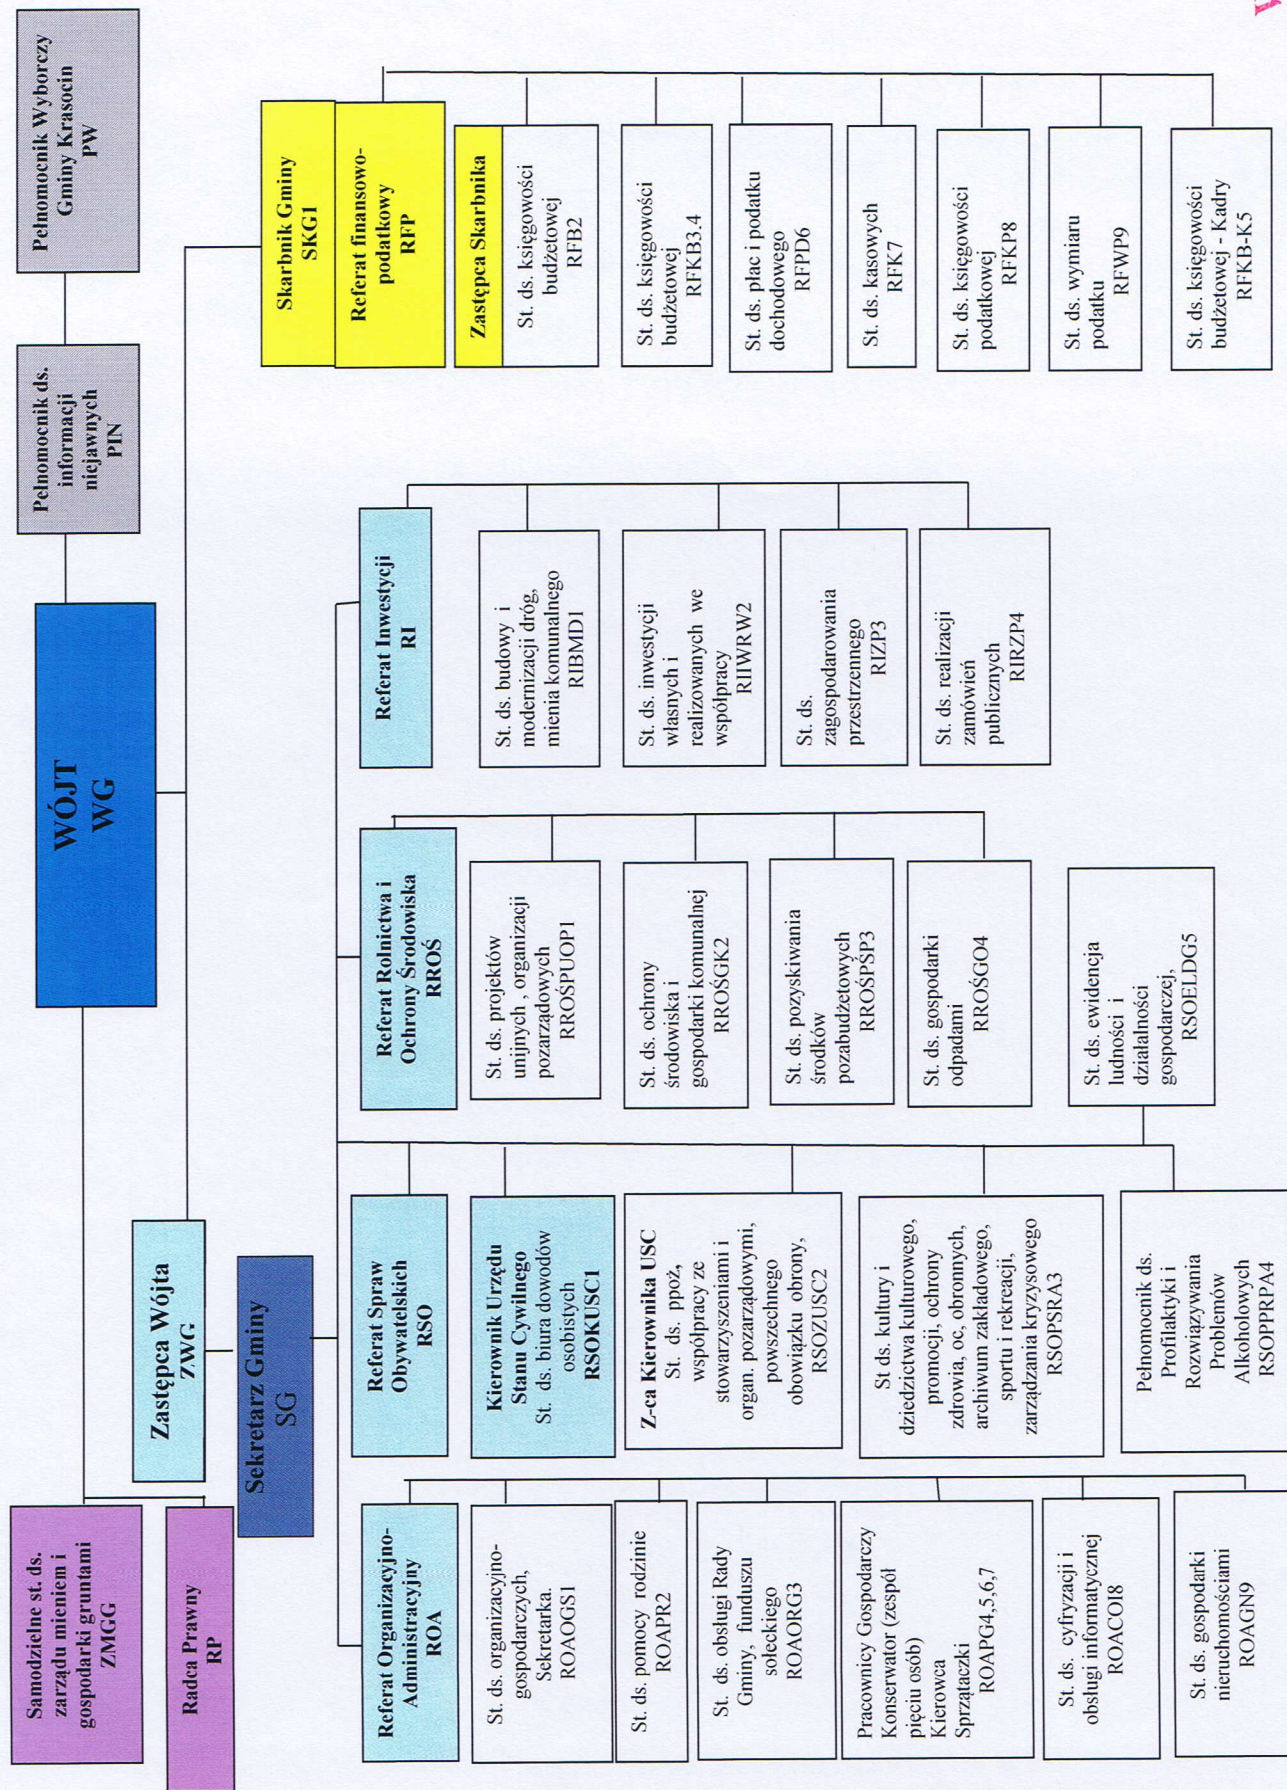 Samodzielne st. ds.
zarządu mieniem i
gospodarki gruntami
ZMGG
Radca Prawny
RP
WÓJT
WG
Pełnomocnik ds.
informacji
niejawnych
PIN
Pełnomocnik Wyborczy
Gminy Krasocin
PW
Zastępca Wójta
ZWG
Sekretarz Gminy
SG
Skarbnik Gminy
SKG1
Referat finansowo-
podatkowy
RFP
Zastępca Skarbnika
St. ds. księgowości
budżetowej
RFB2
St. ds. księgowości
budżetowej
RFKB3.4
St. ds. płac i podatku
dochodowego
RFPD6
St. ds. kasowych
RFK7
St. ds. księgowości
podatkowej
RFKP8
St. ds. wymiaru
podatku
RFWP9
St. ds. księgowości
budżetowej - Kadry
RFKB-K5
Referat Organizacyjno-
Administracyjny
ROA
St. ds. organizacyjno-
gospodarczych,
Sekretarka.
ROAOGS1
St. ds. pomocy rodzinie
ROAPR2
St. ds. obsługi Rady
Gminy, funduszu
sołeckiego
ROAORG3
Pracownicy Gospodarczy
Konserwator (zespół
pięciu osób)
Kierowca
Sprzątaczki
ROAPG4,5,6,7
St. ds. cyfryzacji i
obsługi informatycznej
ROACOI8
St. ds. gospodarki
nieruchomościami
ROAGN9
Referat Spraw
Obywatelskich
RSO
Kierownik Urzędu
Stanu Cywilnego
St. ds. biura dowodów
osobistych
RSOKUSC1
Z-ca Kierownika USC
St. ds. ppoż,
współpracy ze
stowarzyszeniami i
organ. pozarządowymi,
powszechnego
obowiązku obrony,
RSOZUSC2
St ds. kultury i
dziedzictwa kulturowego,
promocji, ochrony
zdrowia, oc, obronnych,
archiwum zakładowego,
sportu i rekreacji,
zarządzania kryzysowego
RSOPSRA3
Pełnomocnik ds.
Profilaktyki i
Rozwiązywania
Problemów
Alkoholowych
RSOPPRPA4
St. ds. ewidencja
ludności i
działalności
gospodarczej,
RSOELDG5
Referat Rolnictwa i
Ochrony Środowiska
RROŚ
St. ds. projektów
unijnych , organizacji
pozarządowych
RROŚPUOP1
St. ds. ochrony
środowiska i
gospodarki komunalnej
RROŚGK2
St. ds. pozyskiwania
środków
pozabudżetowych
RROŚPŚP3
St. ds. gospodarki
odpadami
RROŚGO4
Referat Inwestycji
RI
St. ds. budowy i
modernizacji dróg,
mienia komunalnego
RIBMD1
St. ds. inwestycji
własnych i
realizowanych we
współpracy
RIIWRW2
St. ds.
zagospodarowania
przestrzennego
RIZP3
St. ds. realizacji
zamówień
publicznych
RIRZP4